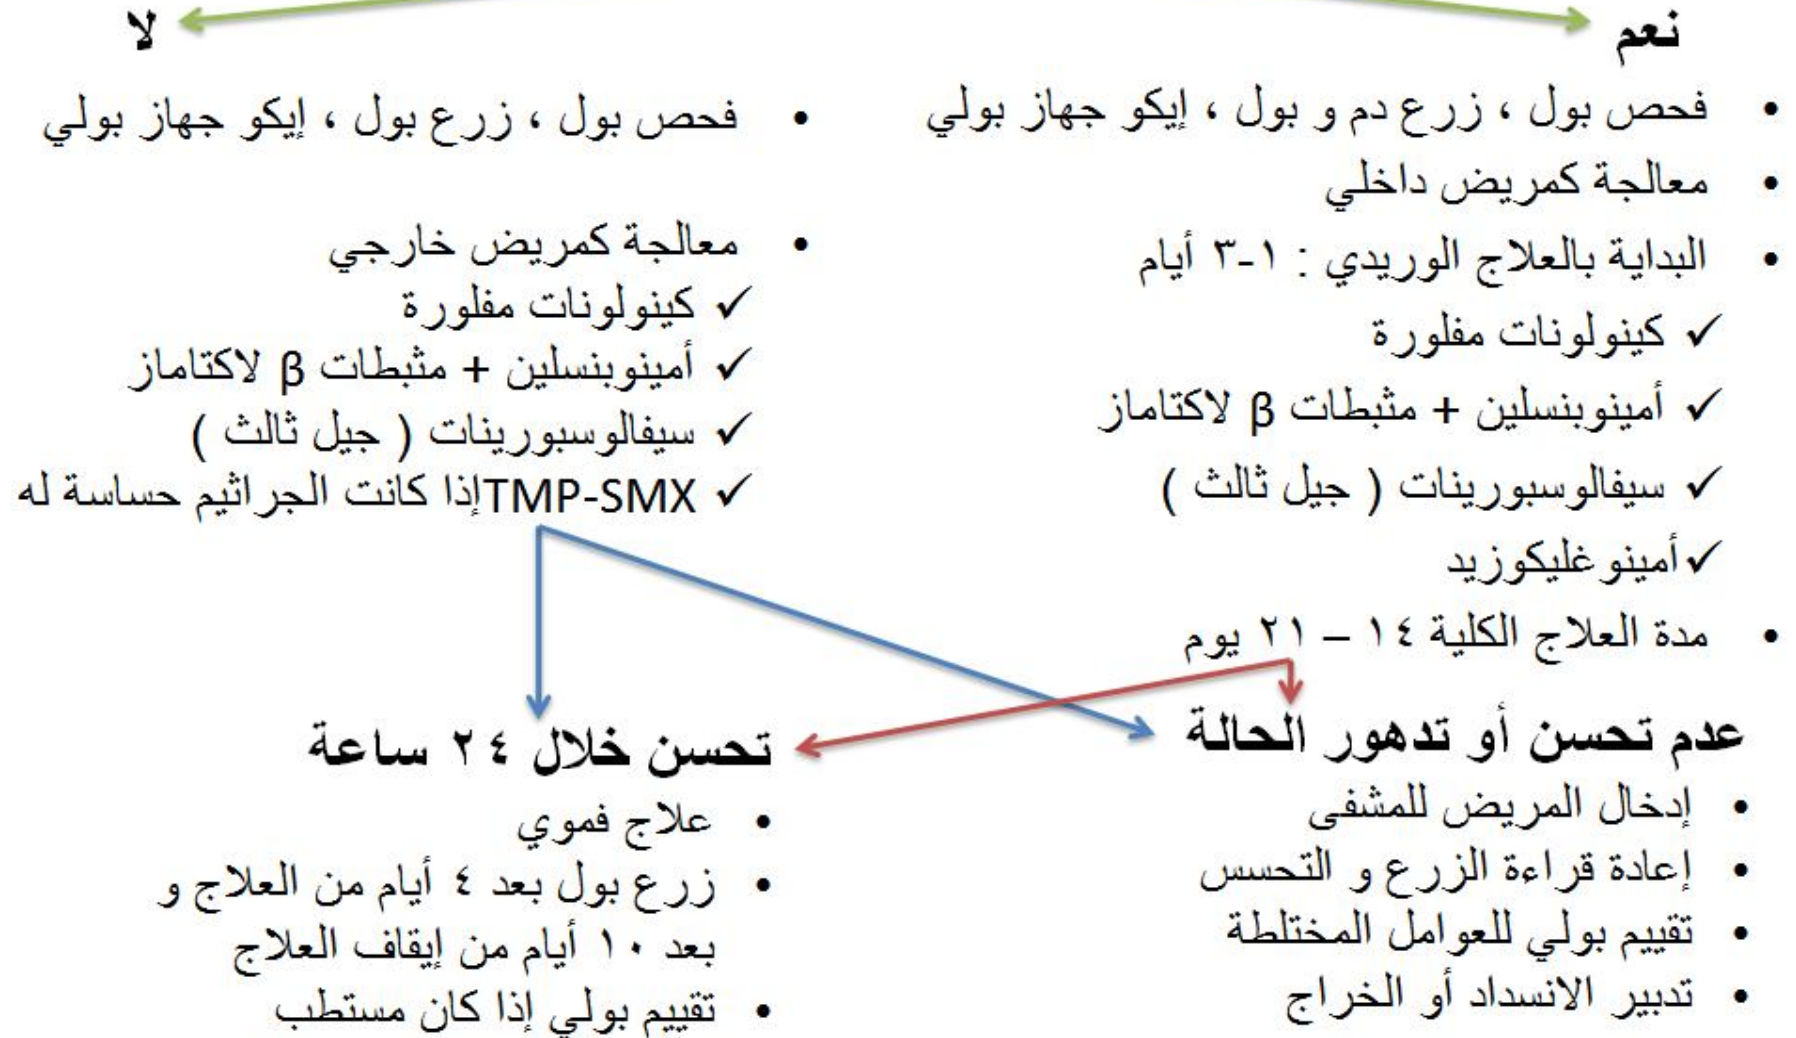 نعم
• فحص بول ، زرع دم و بول ، إيكو جهاز بولي
• معالجة كمريض داخلي
• البداية بالعلاج الوريدي : ١-٣ أيام
✓ كينولونات مفلورة
✓ أمينوبنسلين + مثبطات β لاكتاماز
✓ سيفالوسبورينات ( جيل ثالث )
✓ أمينوغليكوزيد
• مدة العلاج الكلية ١٤ – ٢١ يوم
لا
• فحص بول ، زرع بول ، إيكو جهاز بولي
• معالجة كمريض خارجي
✓ كينولونات مفلورة
✓ أمينوبنسلين + مثبطات β لاكتاماز
✓ سيفالوسبورينات ( جيل ثالث )
✓ TMP-SMXإذا كانت الجراثيم حساسة له
عدم تحسن أو تدهور الحالة
• إدخال المريض للمشفى
• إعادة قراءة الزرع و التحسس
• تقييم بولي للعوامل المختلطة
• تدبير الانسداد أو الخراج
تحسن خلال ٢٤ ساعة
• علاج فموي
• زرع بول بعد ٤ أيام من العلاج و
بعد ١٠ أيام من إيقاف العلاج
• تقييم بولي إذا كان مستطب